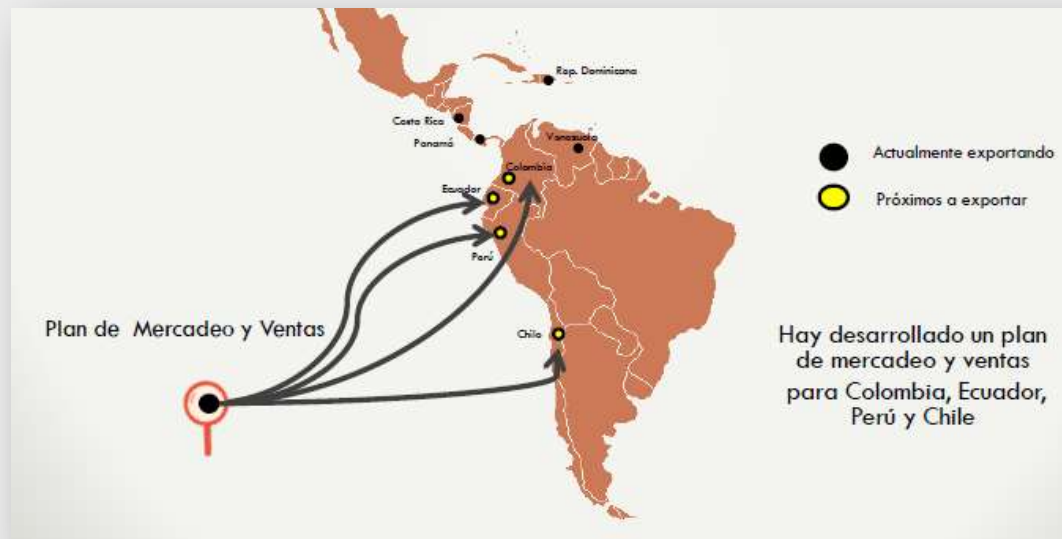 Rep. Dominicana
Costa Rica
Panamá
Venezuela
Colombia
Ecuador
Perú
Chile
Actualmente exportando
Próximos a exportar
Plan de Mercadeo y Ventas
Hay desarrollado un plan
de mercadeo y ventas
para Colombia, Ecuador,
Perú y Chile